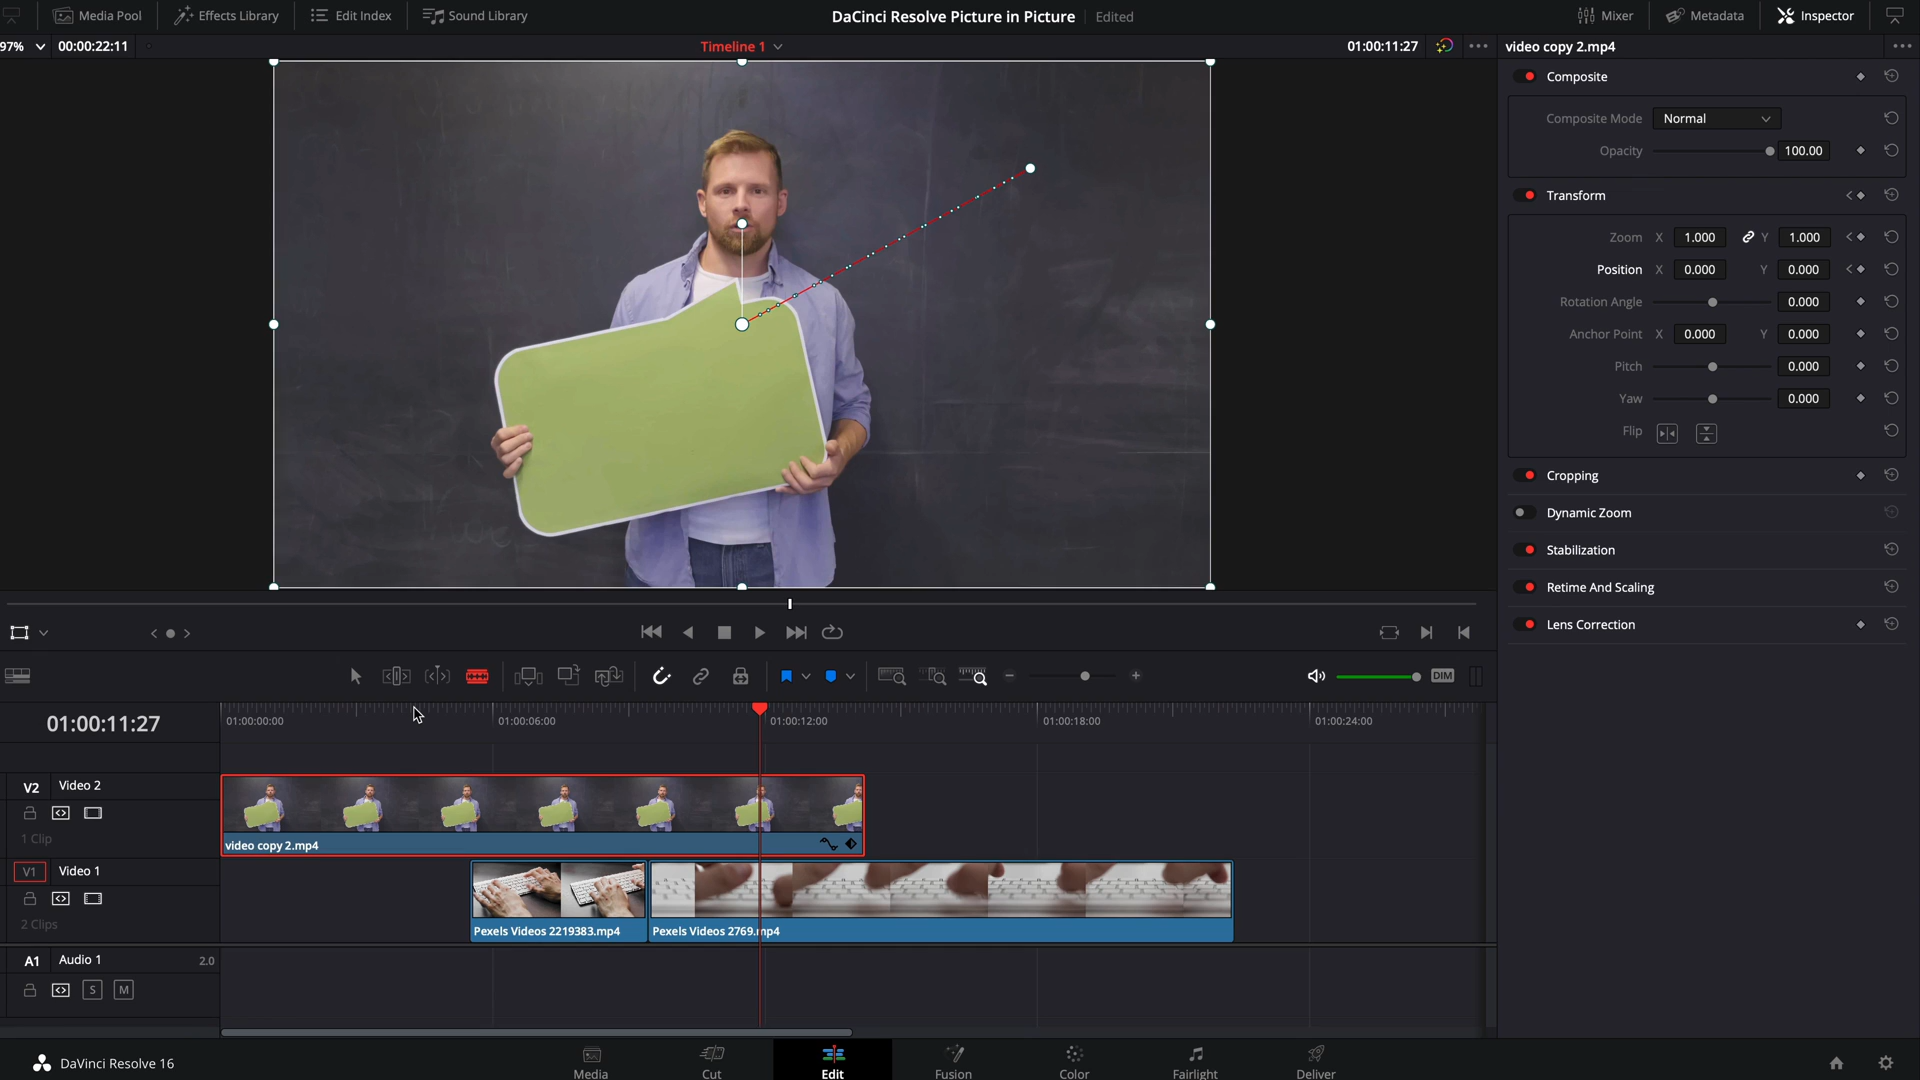 Media Pool
Effects Library
Edit Index
Sound Library
DaCinci Resolve Picture in Picture
Edited
Mixer
Metadata
Inspector
97%
00:00:22:11
Timeline 1
01:00:11:27
video copy 2.mp4
Composite
Composite Mode Normal
Opacity 100.00
Transform
Zoom X 1.000 Y 1.000
Position X 0.000 Y 0.000
Rotation Angle 0.000
Anchor Point X 0.000 Y 0.000
Pitch 0.000
Yaw 0.000
Flip
Cropping
Dynamic Zoom
Stabilization
Retime And Scaling
Lens Correction
DIM
01:00:11:27
01:00:00:00
01:00:06:00
01:00:12:00
01:00:18:00
01:00:24:00
V2 Video 2
1 Clip
video copy 2.mp4
V1 Video 1
2 Clips
Pexels Videos 2219383.mp4
Pexels Videos 2769.mp4
A1 Audio 1 2.0
S M
DaVinci Resolve 16
Media
Cut
Edit
Fusion
Color
Fairlight
Deliver